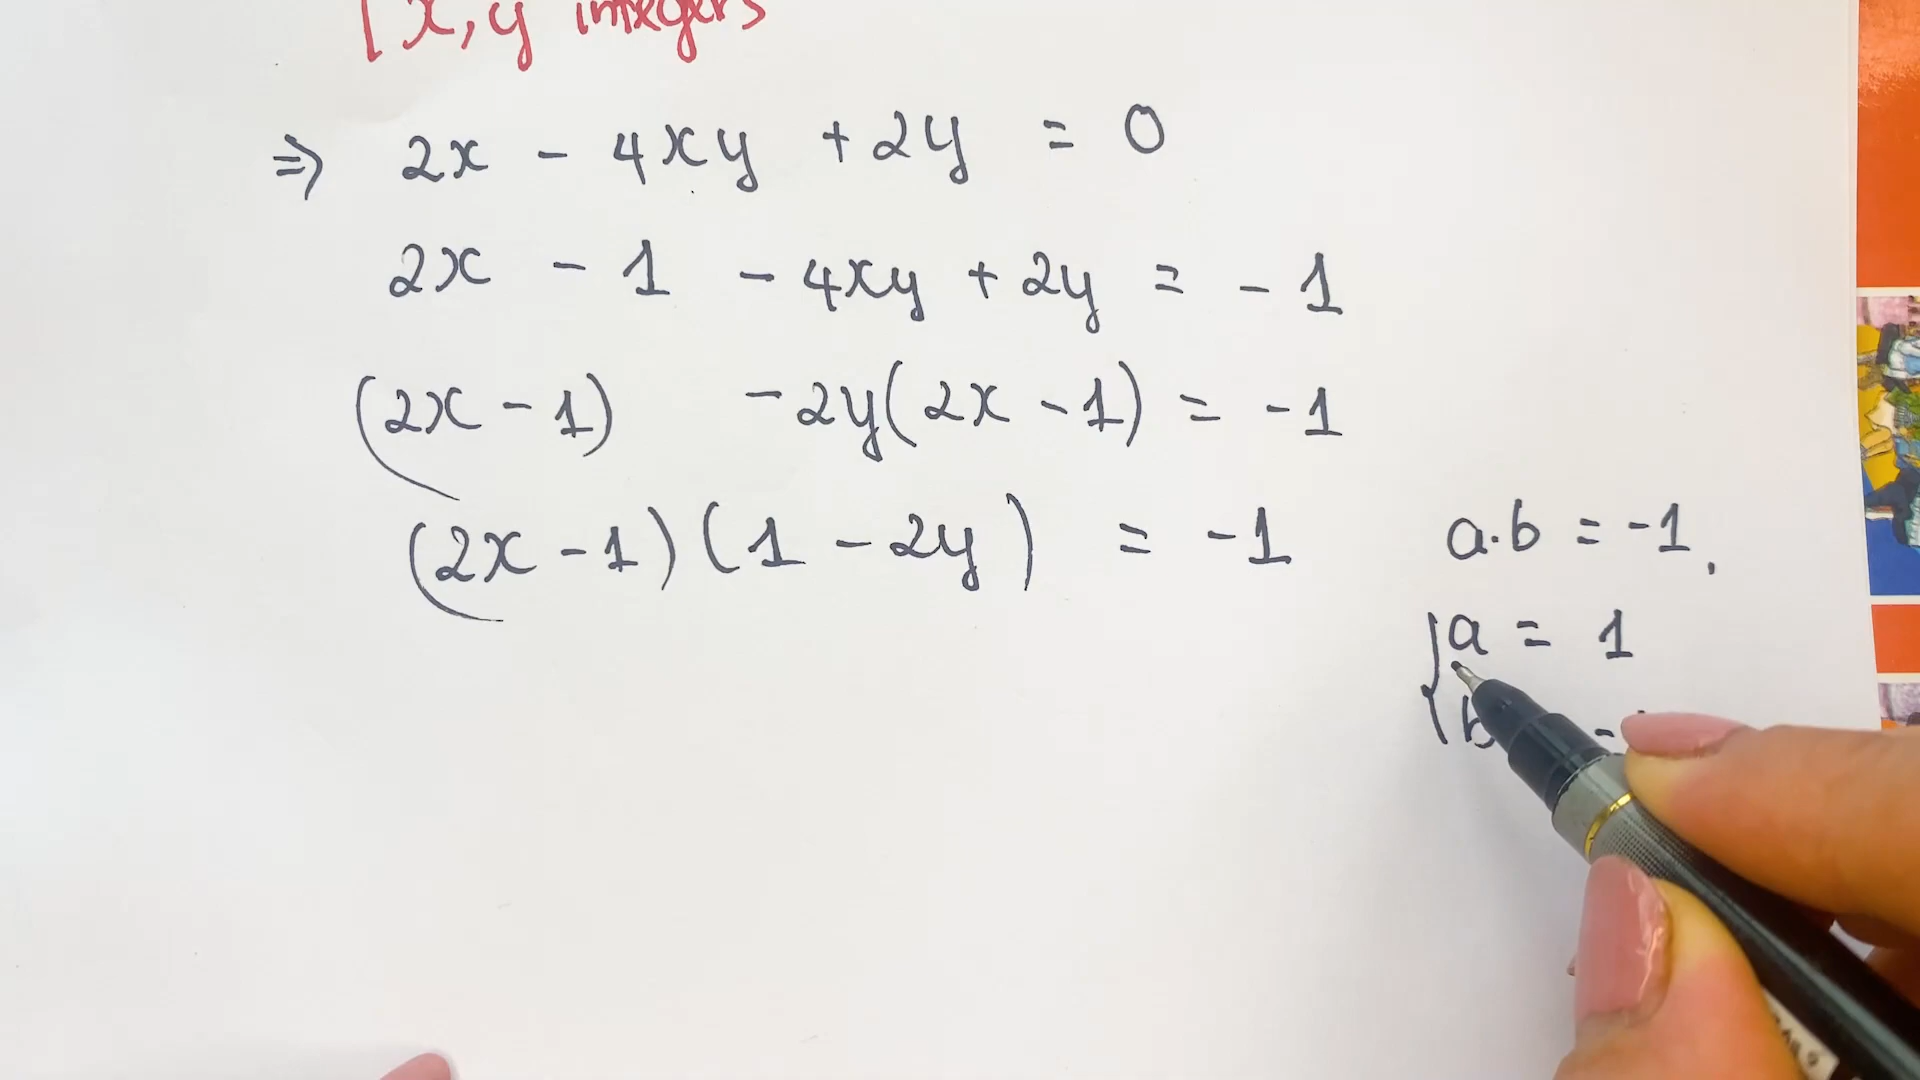 x, y integers
⇒ 2x - 4xy + 2y = 0
2x - 1 - 4xy + 2y = -1
(2x - 1) -2y(2x - 1) = -1
(2x - 1)(1 - 2y) = -1
a·b = -1.
{a = 1
b -